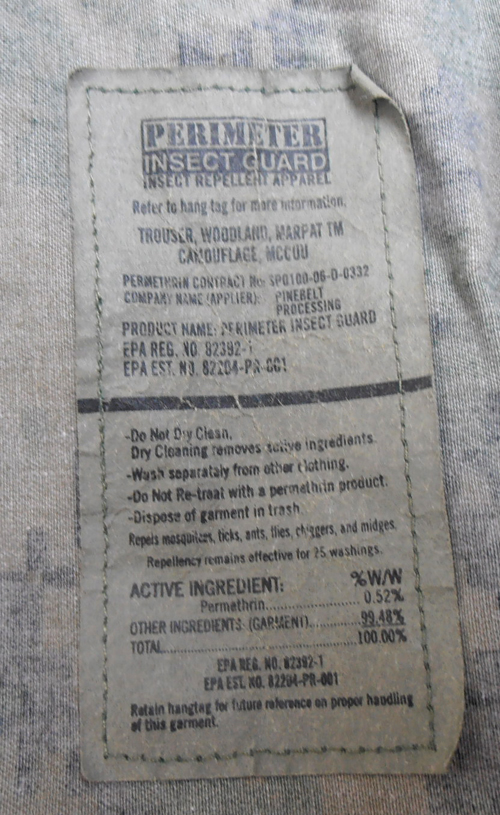 PERIMETER
INSECT GUARD
INSECT REPELLENT APPAREL
Refer to hang tag for more information.
TROUSER, WOODLAND, MARPAT TM
CAMOUFLAGE, MCCUU
PERMETHRIN CONTRACT No: SP0100-06-D-0332
COMPANY NAME (APPLIER): PINEBELT
PROCESSING
PRODUCT NAME: PERIMETER INSECT GUARD
EPA REG. NO. 82392-1
EPA EST. NO. 82204-PR-001
-Do Not Dry Clean.
Dry Cleaning removes active ingredients.
-Wash separately from other clothing.
-Do Not Re-treat with a permethrin product.
-Dispose of garment in trash
Repels mosquitoes, ticks, ants, flies, chiggers, and midges.
Repellency remains effective for 25 washings.
ACTIVE INGREDIENT: %W/W
Permethrin........................ 0.52%
OTHER INGREDIENTS (GARMENT)............99.48%
TOTAL................................................100.00%
EPA REG. NO. 82392-1
EPA EST. NO. 82204-PR-001
Retain hangtag for future reference on proper handling
of this garment.